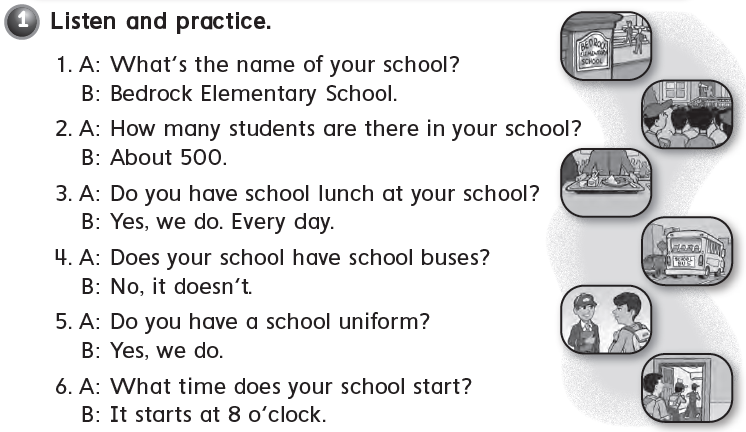 1 Listen and practice.
1. A: What's the name of your school?
B: Bedrock Elementary School.
2. A: How many students are there in your school?
B: About 500.
3. A: Do you have school lunch at your school?
B: Yes, we do. Every day.
4. A: Does your school have school buses?
B: No, it doesn't.
5. A: Do you have a school uniform?
B: Yes, we do.
6. A: What time does your school start?
B: It starts at 8 o'clock.
BEDROCK
ELEMENTARY
SCHOOL
SCHOOL
BUS